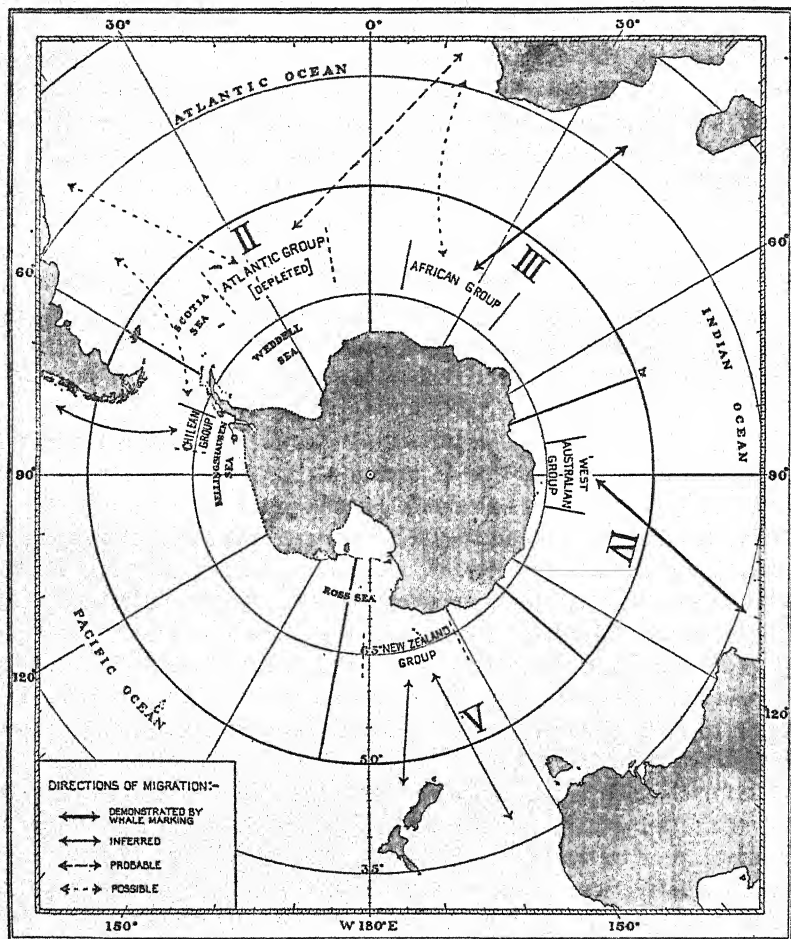 30°
0°
30°
ATLANTIC OCEAN
60°
60°
II
III
ATLANTIC GROUP
[DEPLETED]
AFRICAN GROUP
SCOTIA
SEA
WEDDELL
SEA
INDIAN OCEAN
CHILEAN
GROUP
BELLINGSHAUSEN
SEA
WEST
AUSTRALIAN
GROUP
90°
90°
IV
ROSS SEA
NEW ZEALAND
GROUP
PACIFIC OCEAN
V
120°
120°
50°
35°
DIRECTIONS OF MIGRATION:-
DEMONSTRATED BY
WHALE MARKING
INFERRED
PROBABLE
POSSIBLE
150°
W 180°E
150°